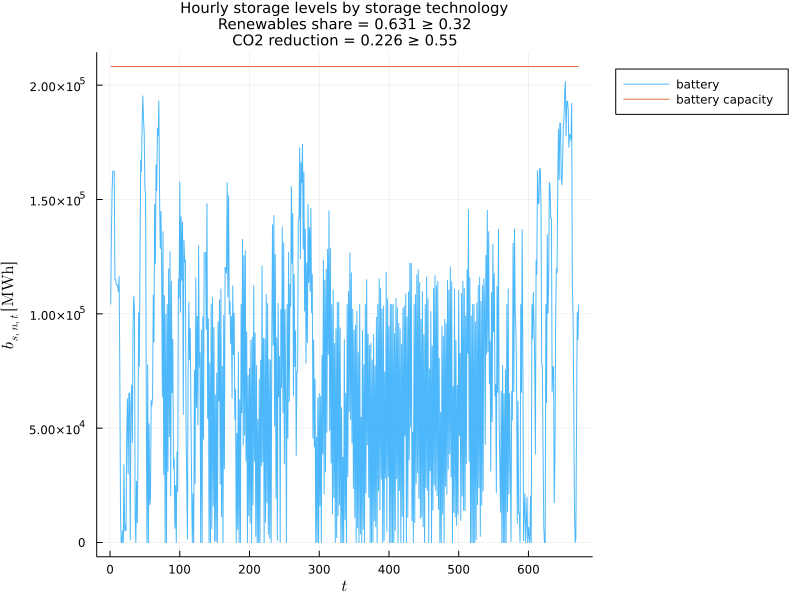 Hourly storage levels by storage technology
Renewables share = 0.631 ≥ 0.32
CO2 reduction = 0.226 ≥ 0.55
battery
battery capacity
2.00×10⁵
1.50×10⁵
1.00×10⁵
5.00×10⁴
0
b_{s, n, t} [MWh]
0 100 200 300 400 500 600
t